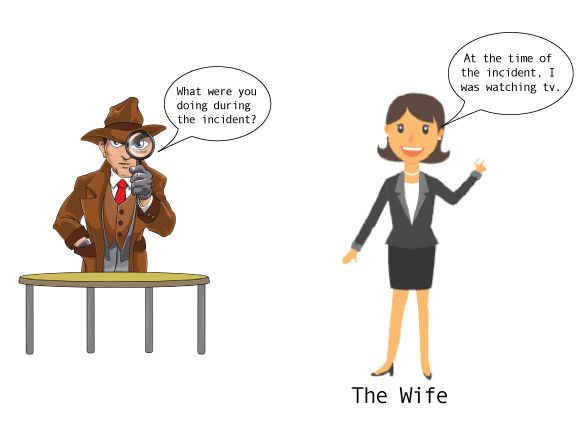 What were you
doing during
the incident?
At the time of
the incident, I
was watching tv.
The Wife